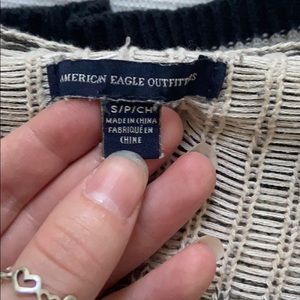 AMERICAN EAGLE OUTFITTERS
S/P/CH
MADE IN CHINA
FABRIQUÉ EN
CHINE